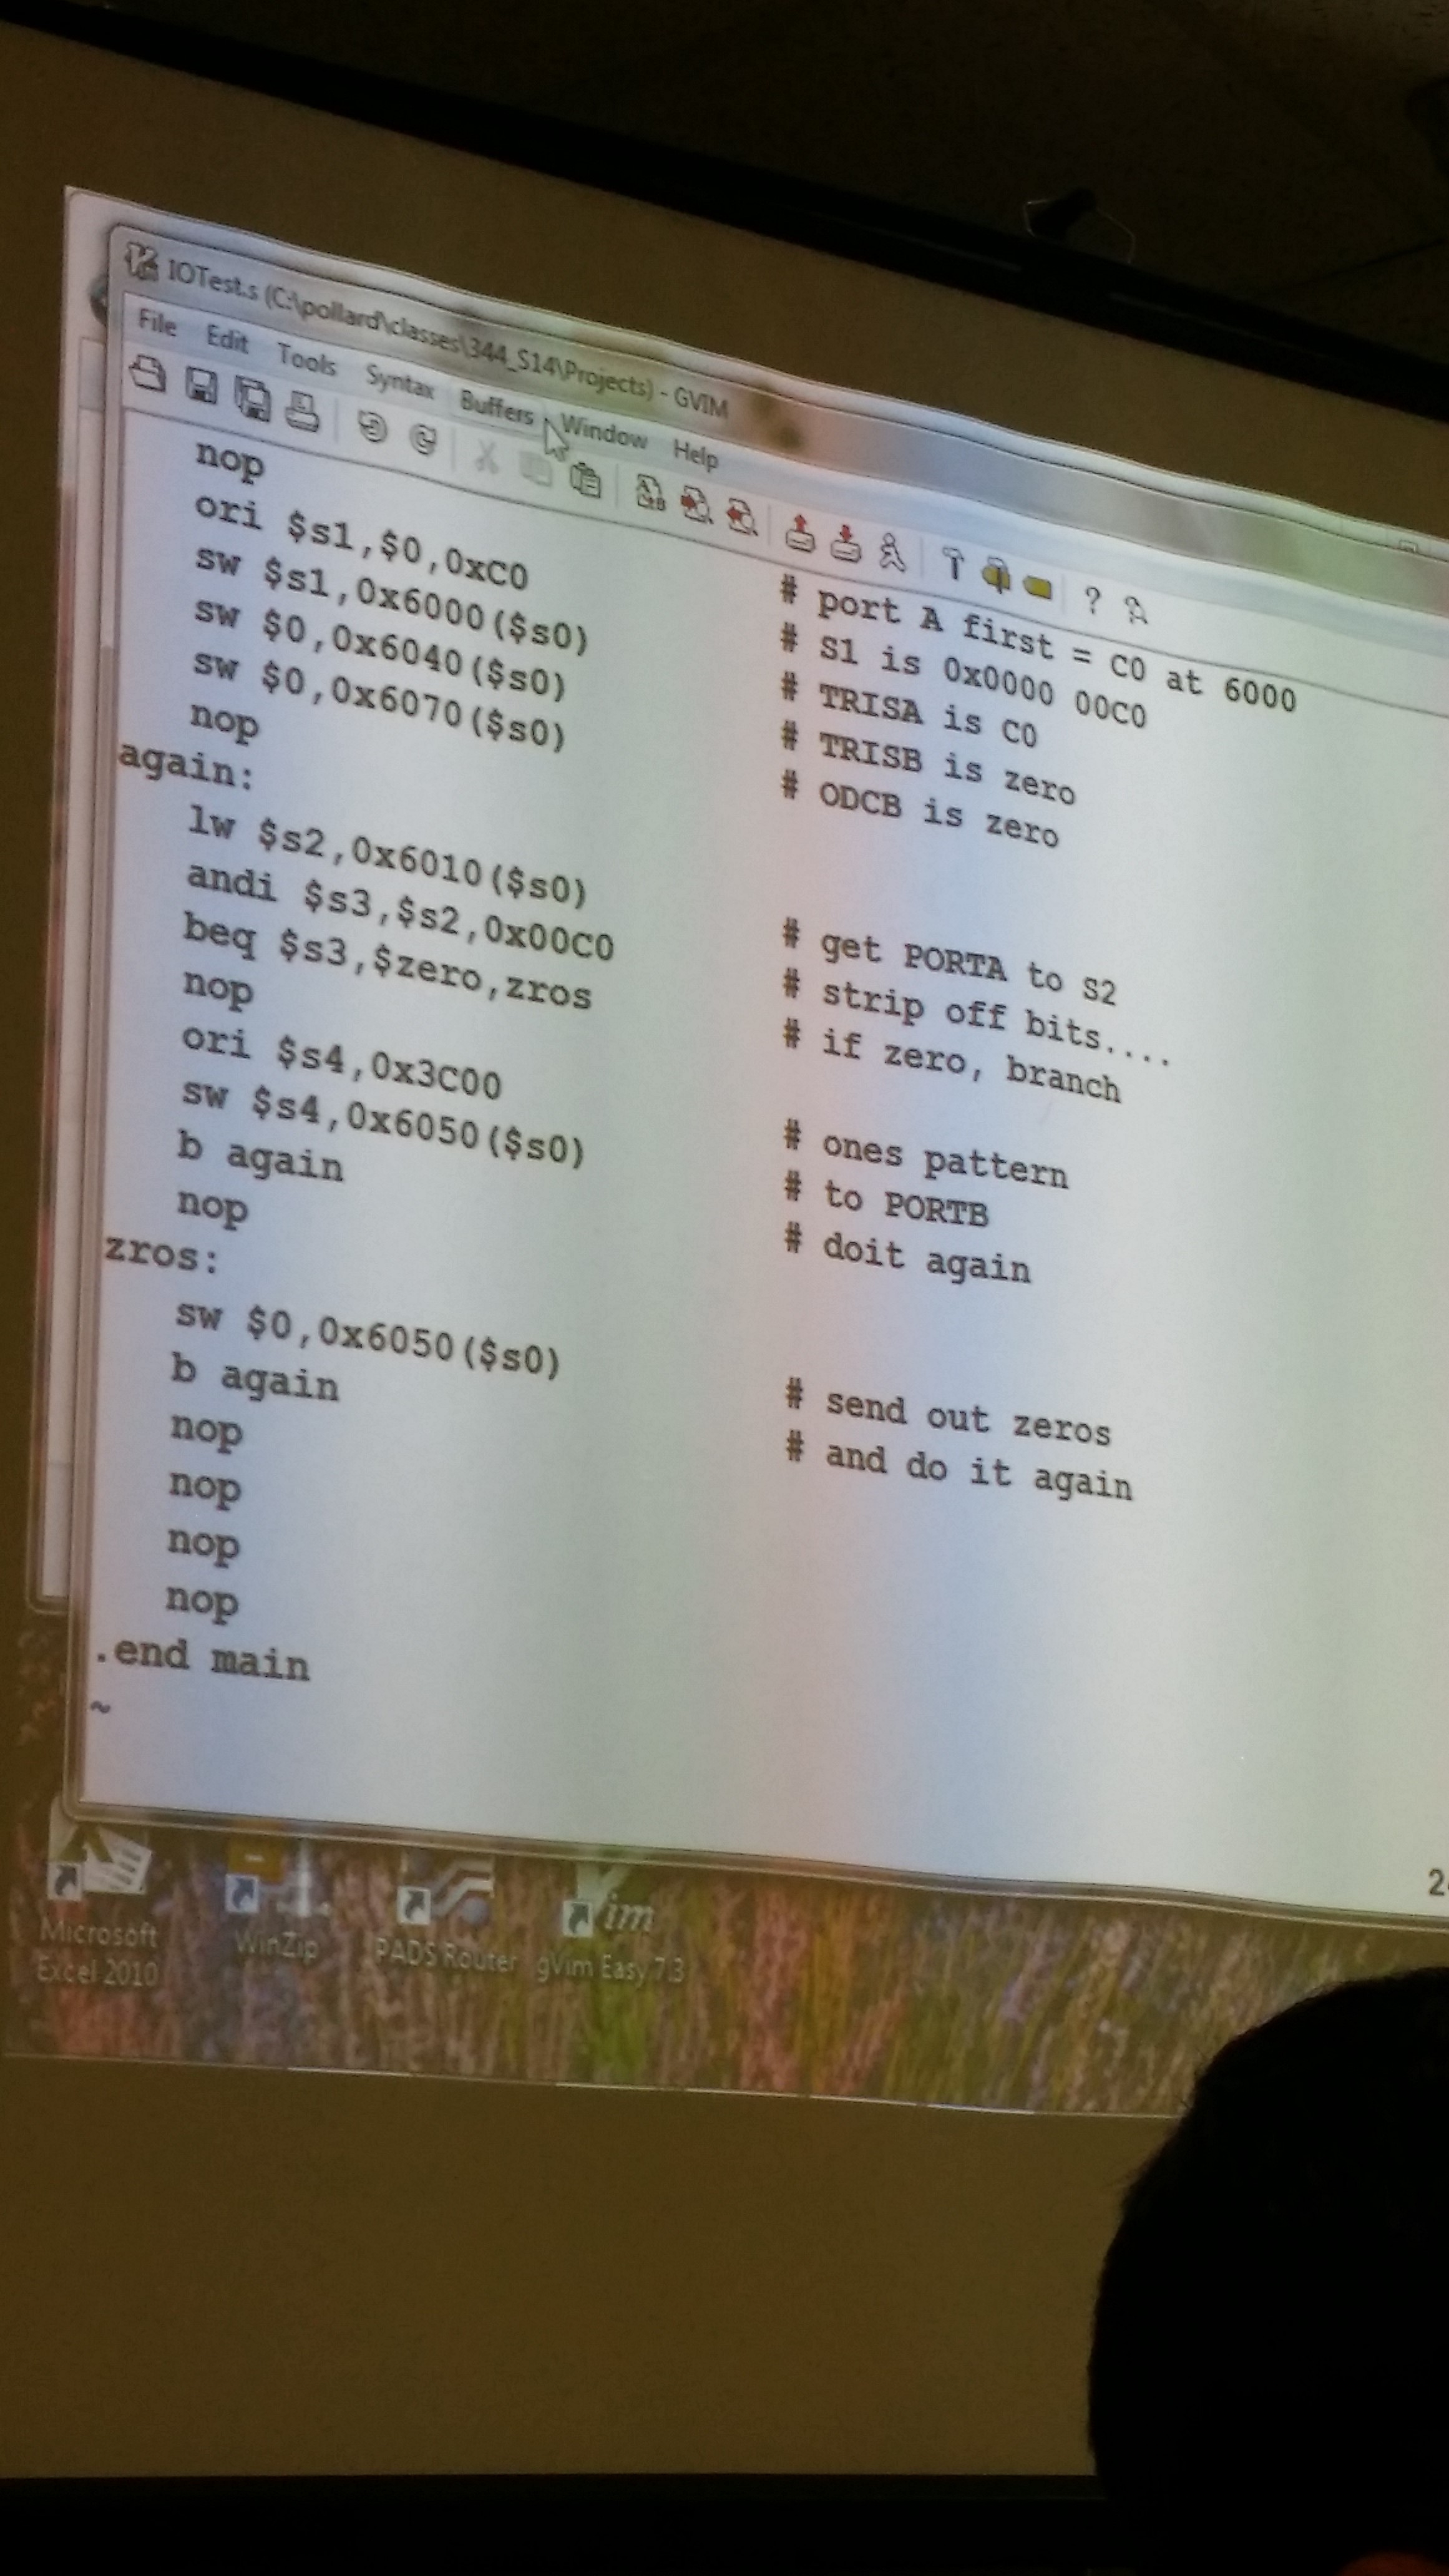 IOTest.s (C:\pollard\classes\344_S14\Projects) - GVIM
File Edit Tools Syntax Buffers Window Help
nop
ori $s1,$0,0xC0 # port A first = C0 at 6000
sw $s1,0x6000($s0) # S1 is 0x0000 00C0
sw $0,0x6040($s0) # TRISA is C0
sw $0,0x6070($s0) # TRISB is zero
nop # ODCB is zero
again:
lw $s2,0x6010($s0)
andi $s3,$s2,0x00C0 # get PORTA to S2
beq $s3,$zero,zros # strip off bits....
nop # if zero, branch
ori $s4,0x3C00
sw $s4,0x6050($s0) # ones pattern
b again # to PORTB
nop # doit again
zros:
sw $0,0x6050($s0)
b again # send out zeros
nop # and do it again
nop
nop
nop
.end main
~
Microsoft Excel 2010
WinZip
PADS Router
im
gVim Easy 7.3